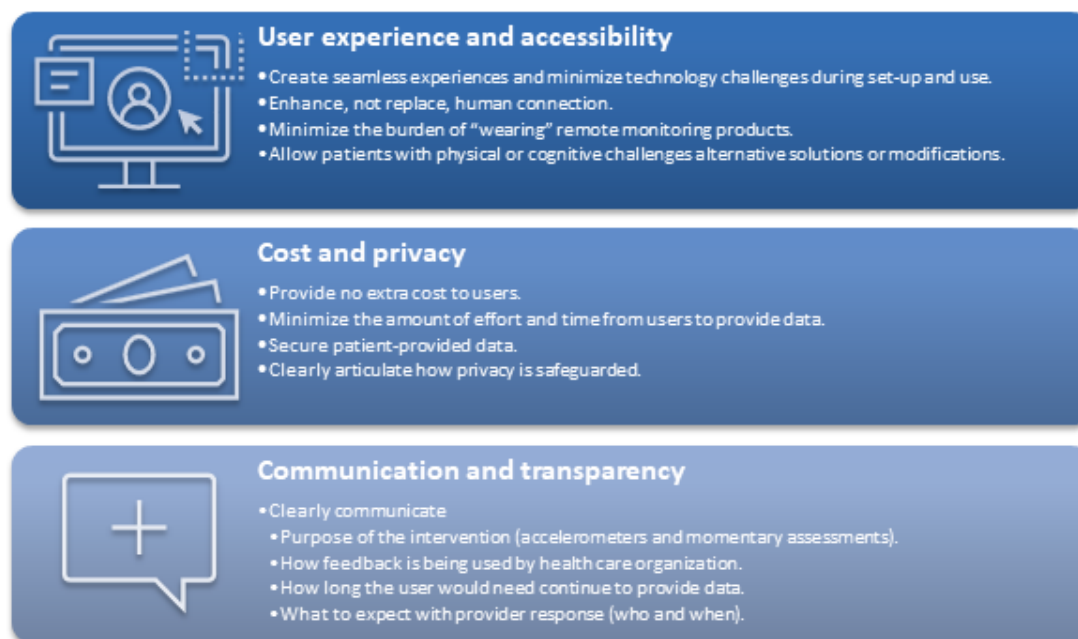 User experience and accessibility
•Create seamless experiences and minimize technology challenges during set-up and use.
•Enhance, not replace, human connection.
•Minimize the burden of “wearing” remote monitoring products.
•Allow patients with physical or cognitive challenges alternative solutions or modifications.
Cost and privacy
•Provide no extra cost to users.
•Minimize the amount of effort and time from users to provide data.
•Secure patient-provided data.
•Clearly articulate how privacy is safeguarded.
Communication and transparency
•Clearly communicate
•Purpose of the intervention (accelerometers and momentary assessments).
•How feedback is being used by health care organization.
•How long the user would need continue to provide data.
•What to expect with provider response (who and when).